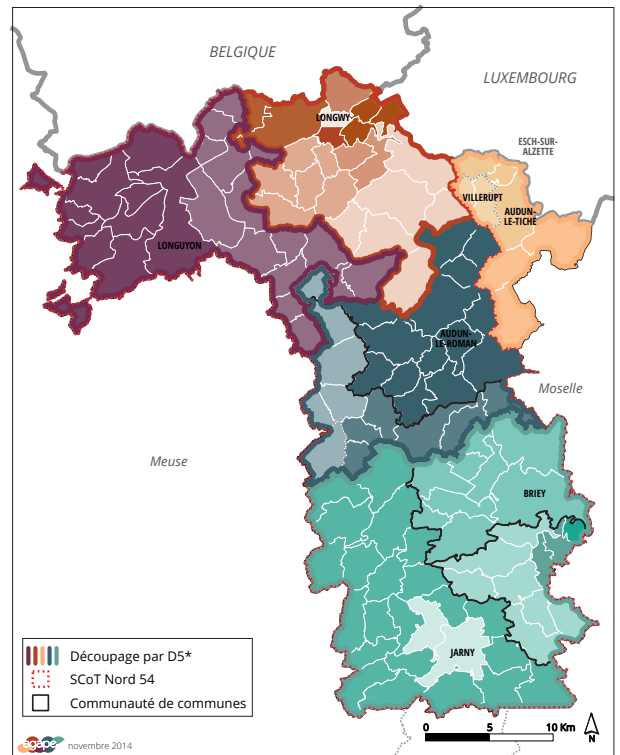 BELGIQUE
LUXEMBOURG
LONGWY
ESCH-SUR-
ALZETTE
VILLERUPT
AUDUN-
LE-TICHE
LONGUYON
AUDUN-
LE-ROMAN
Moselle
Meuse
BRIEY
JARNY
Découpage par D5*
SCoT Nord 54
Communauté de communes
0 5 10 Km
N
agape novembre 2014